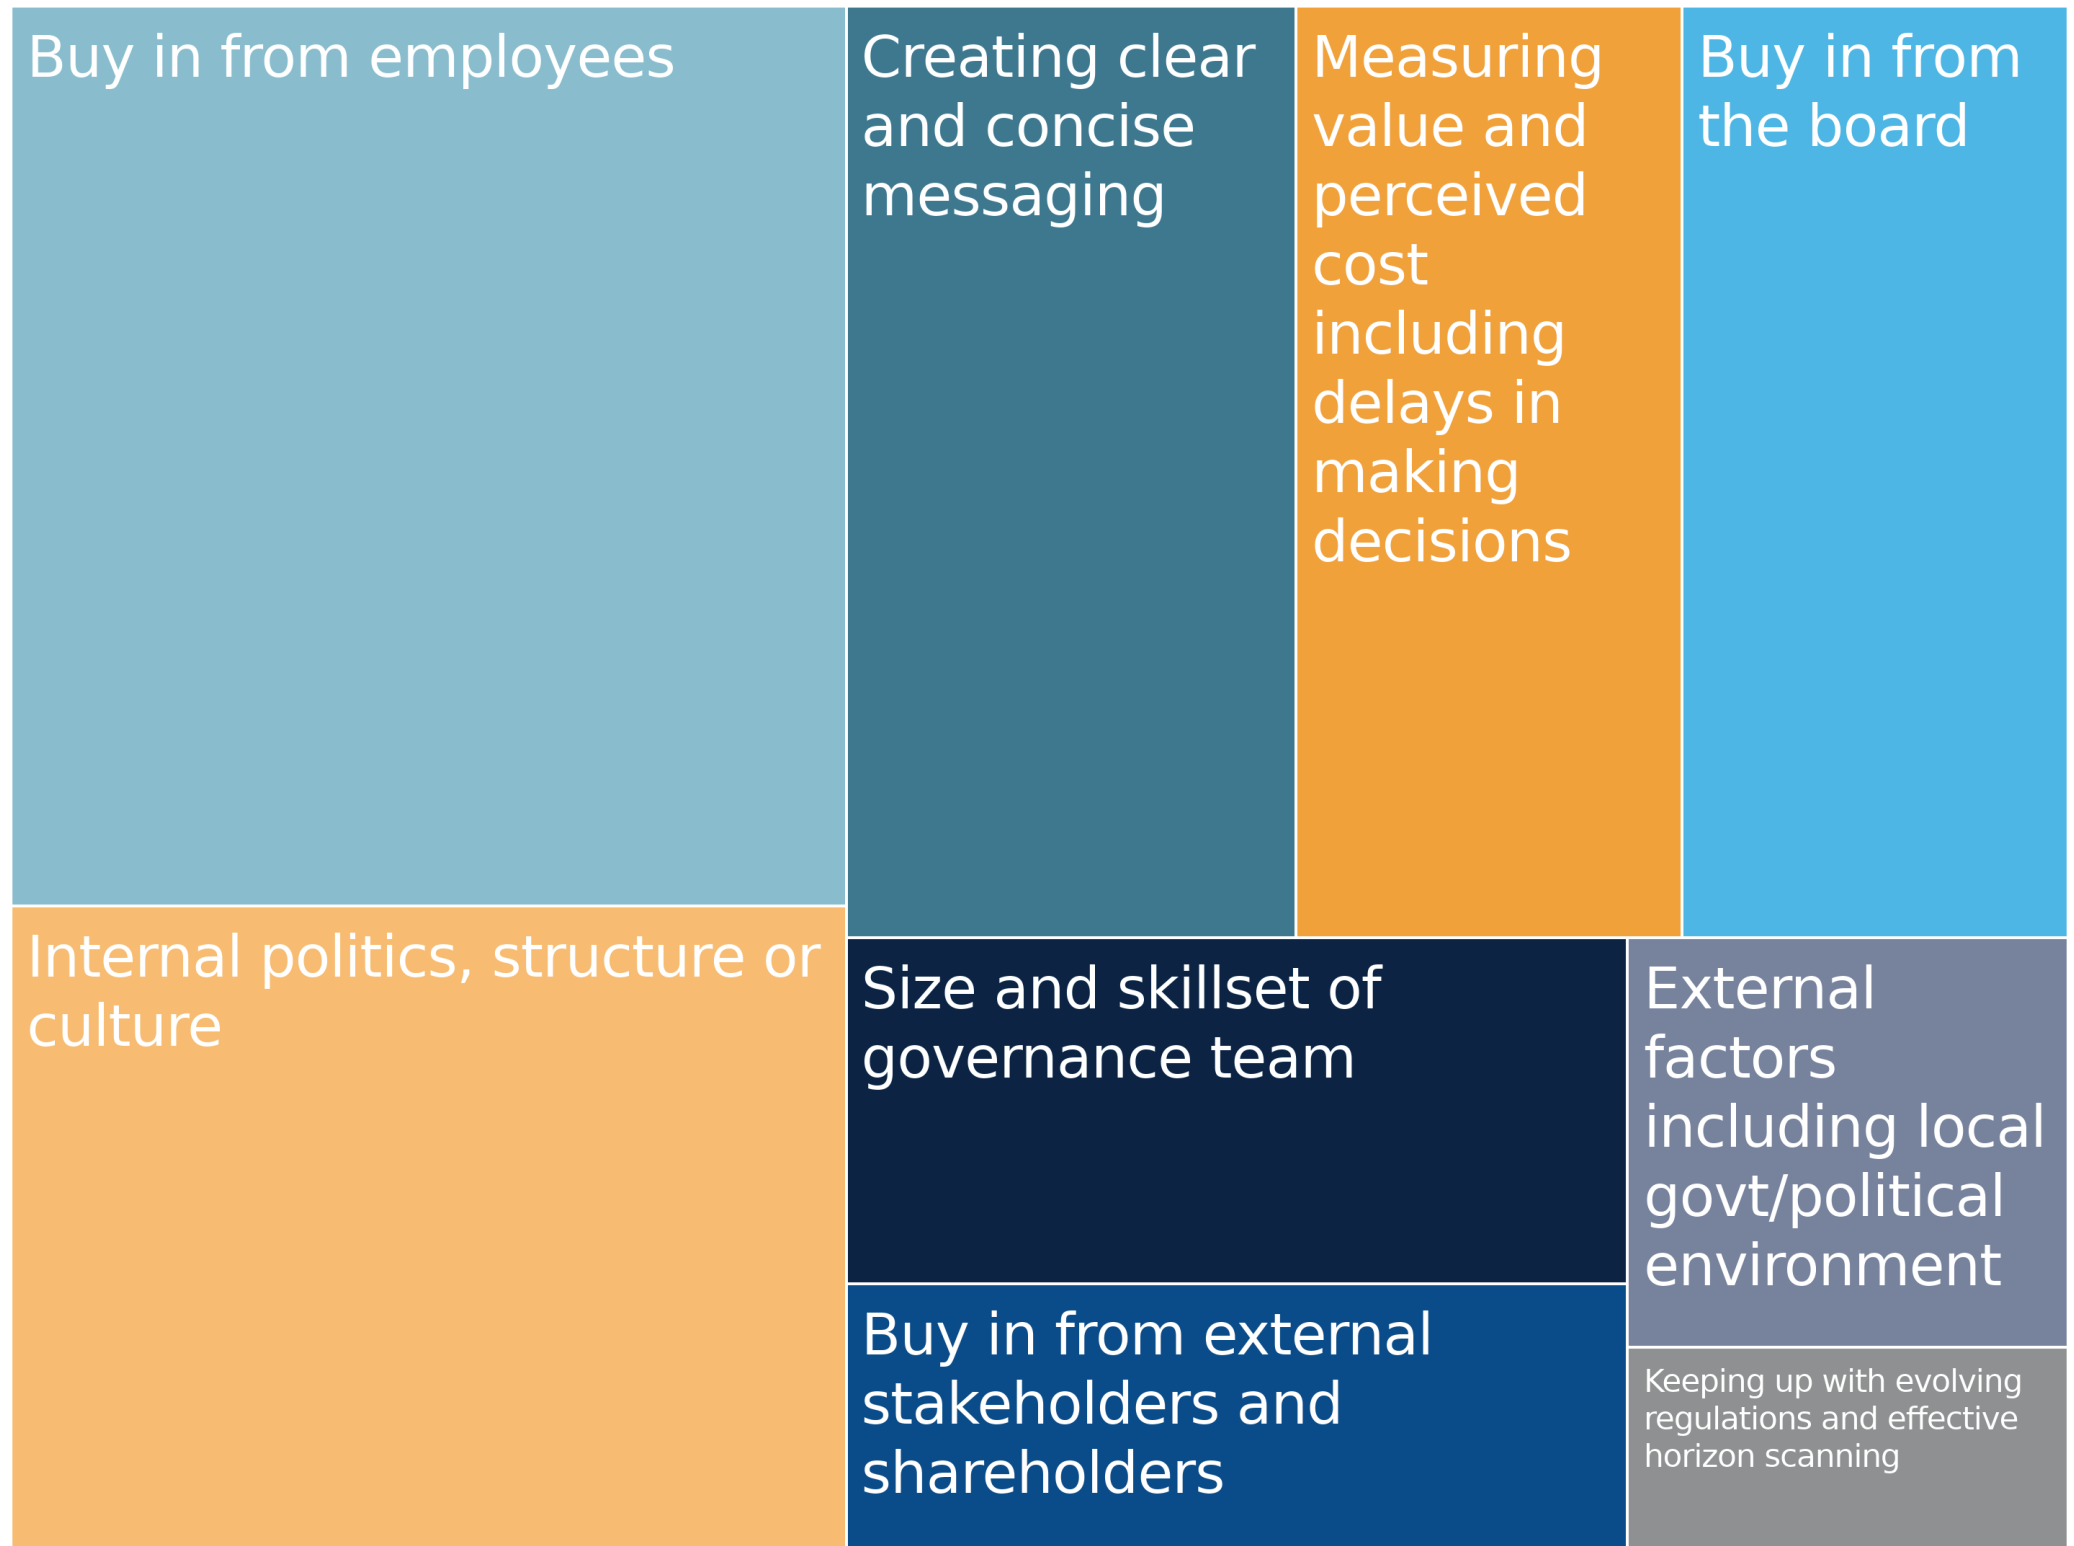 Buy in from employees
Creating clear
and concise
messaging
Measuring
value and
perceived
cost
including
delays in
making
decisions
Buy in from
the board
Internal politics, structure or
culture
Size and skillset of
governance team
External
factors
including local
govt/political
environment
Buy in from external
stakeholders and
shareholders
Keeping up with evolving
regulations and effective
horizon scanning